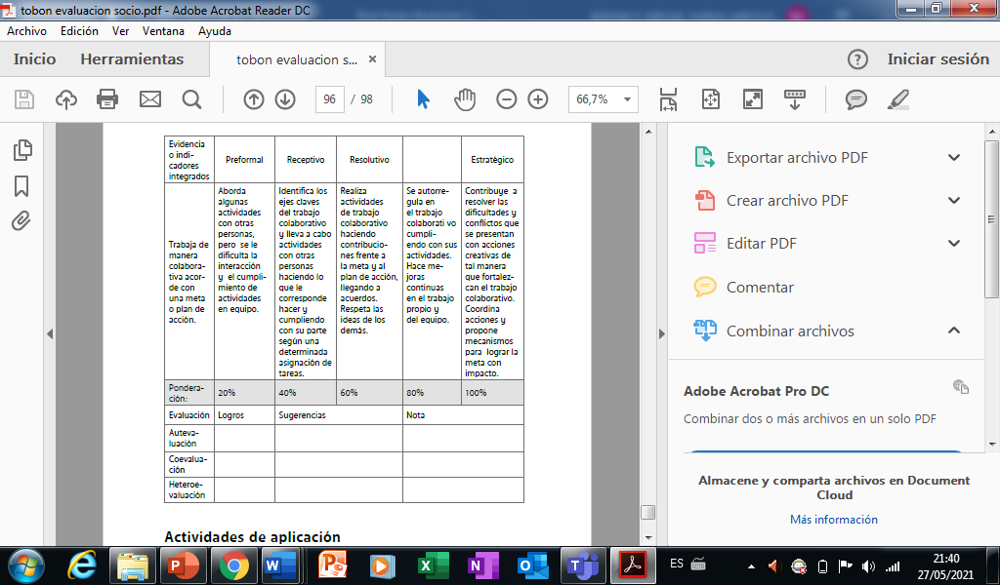 tobon evaluacion socio.pdf - Adobe Acrobat Reader DC
Archivo Edición Ver Ventana Ayuda
Inicio Herramientas tobon evaluacion s... × ? Iniciar sesión
96 / 98 66,7%
Evidencia
o indi-
cadores
integrados
Preformal
Receptivo
Resolutivo
Estratégico
Trabaja de
manera
colabora-
tiva acor-
de con
una meta
o plan de
acción.
Aborda
algunas
actividades
con otras
personas,
pero se le
dificulta la
interacción
y el cumpli-
miento de
actividades
en equipo.
Identifica los
ejes claves
del trabajo
colaborativo
y lleva a cabo
actividades
con otras
personas
haciendo lo
que le
corresponde
hacer y
cumpliendo
con su parte
según una
determinada
asignación de
tareas.
Realiza
actividades
de trabajo
colaborativo
haciendo
contribucio-
nes frente a
la meta y al
plan de acción,
llegando a
acuerdos.
Respeta las
ideas de los
demás.
Se autorre-
gula en
el trabajo
colaborati vo
cumpli-
endo con sus
actividades.
Hace me-
joras
continuas
en el trabajo
propio y
del equipo.
Contribuye a
resolver las
dificultades y
conflictos que
se presentan
con acciones
creativas de
tal manera
que fortalez-
can el trabajo
colaborativo.
Coordina
acciones y
propone
mecanismos
para lograr la
meta con
impacto.
Pondera-
ción:
20% 40% 60% 80% 100%
Evaluación Logros Sugerencias Nota
Auteva-
luación
Coevalua-
ción
Heteroe-
valuación
Actividades de aplicación
Exportar archivo PDF
Crear archivo PDF
Editar PDF
Comentar
Combinar archivos
Adobe Acrobat Pro DC
Combinar dos o más archivos en un solo PDF
Almacene y comparta archivos en Document
Cloud
Más información
ES
21:40
27/05/2021